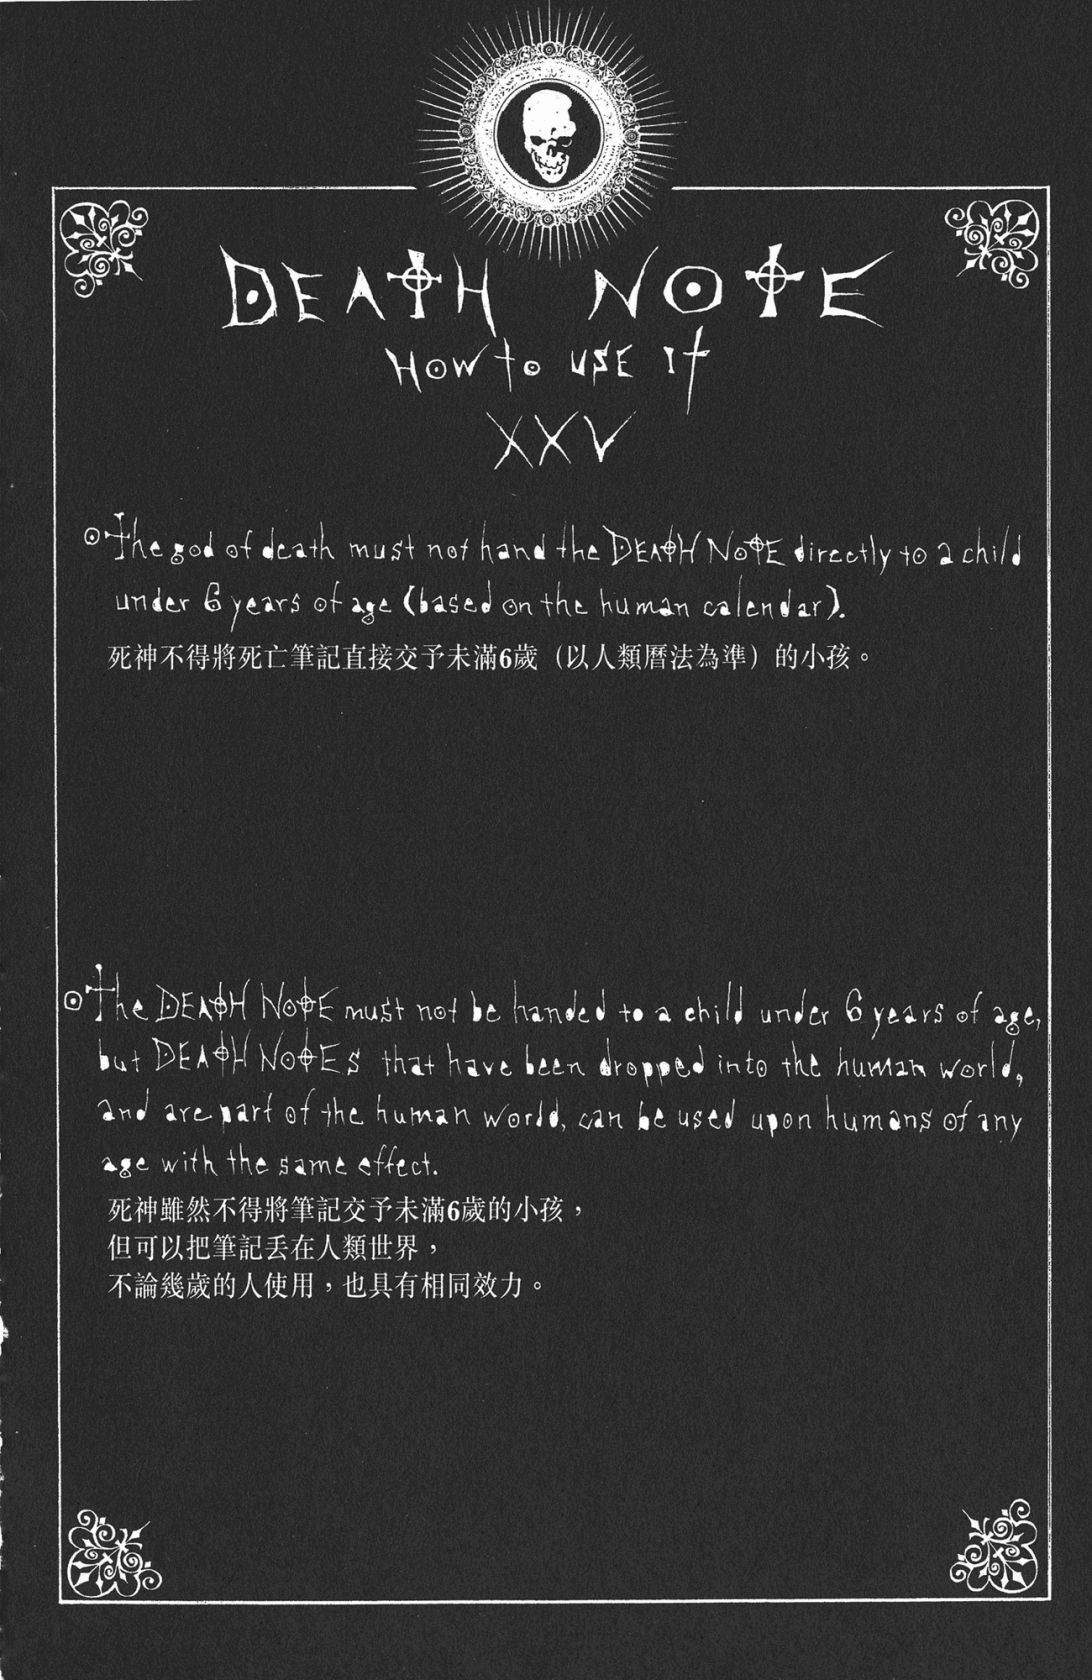 DEATH NOTE
HOW to USE It
XXV
The god of death must not hand the DEATH NOTE directly to a child
under 6 years of age (based on the human calendar).
死神不得將死亡筆記直接交予未滿6歲（以人類曆法為準）的小孩。
The DEATH NOTE must not be handed to a child under 6 years of age,
but DEATH NOTES that have been dropped into the human world,
and are part of the human world, can be used upon humans of any
age with the same effect.
死神雖然不得將筆記交予未滿6歲的小孩，
但可以把筆記丟在人類世界，
不論幾歲的人使用，也具有相同效力。